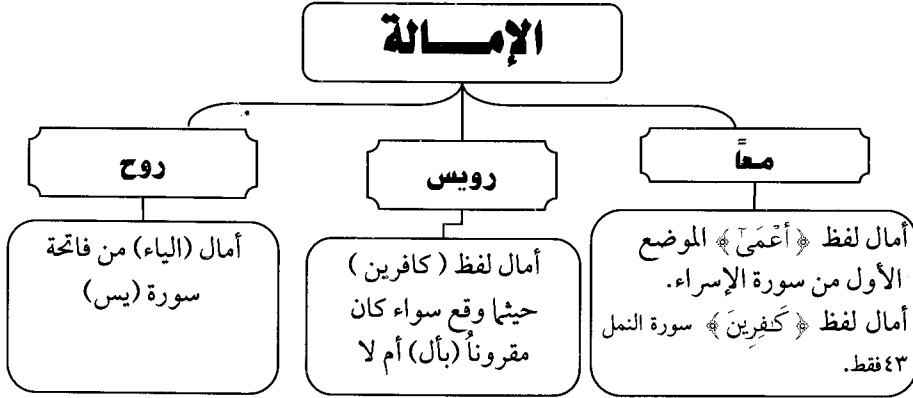 الإمـــالة
معاً
رويس
روح
أمال لفظ ﴿ أَعْمَىٰ ﴾ الموضع
الأول من سورة الإسراء.
أمال لفظ ﴿ كَـٰفِرِينَ ﴾ سورة النمل
٤٣ فقط.
أمال لفظ ( كافرين )
حيثما وقع سواء كان
مقروناً (بأل) أم لا
أمال (الياء) من فاتحة
سورة (يس)